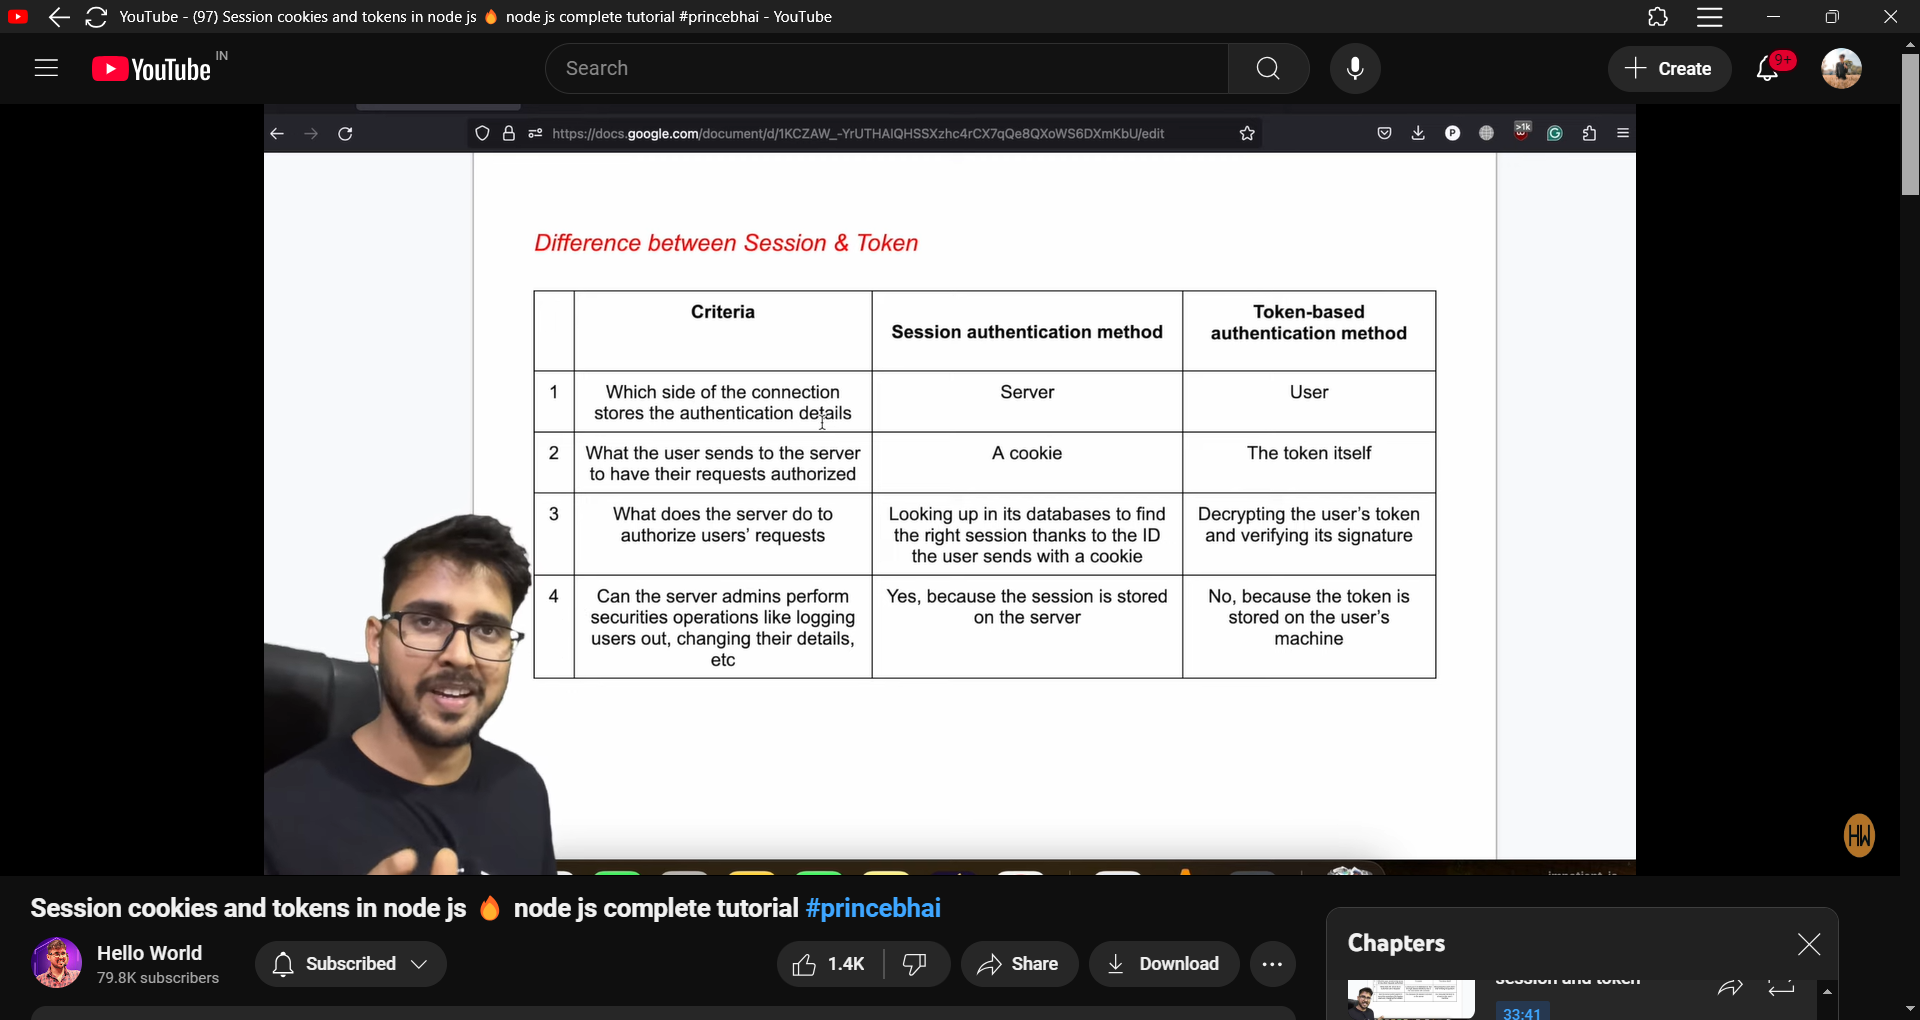 YouTube - (97) Session cookies and tokens in node js 🔥 node js complete tutorial #princebhai - YouTube
YouTube IN
Search
Create
9+
https://docs.google.com/document/d/1KCZAW_-YrUTHAIQHSSXzhc4rCX7qQe8QXoWS6DXmKbU/edit
P
>1k
Difference between Session & Token
Criteria
Session authentication method
Token-based
authentication method
1
Which side of the connection
stores the authentication details
Server
User
2
What the user sends to the server
to have their requests authorized
A cookie
The token itself
3
What does the server do to
authorize users' requests
Looking up in its databases to find
the right session thanks to the ID
the user sends with a cookie
Decrypting the user's token
and verifying its signature
4
Can the server admins perform
securities operations like logging
users out, changing their details,
etc
Yes, because the session is stored
on the server
No, because the token is
stored on the user's
machine
HW
Session cookies and tokens in node js 🔥 node js complete tutorial #princebhai
Hello World
79.8K subscribers
Subscribed
1.4K
Share
Download
Chapters
session and token
33:41